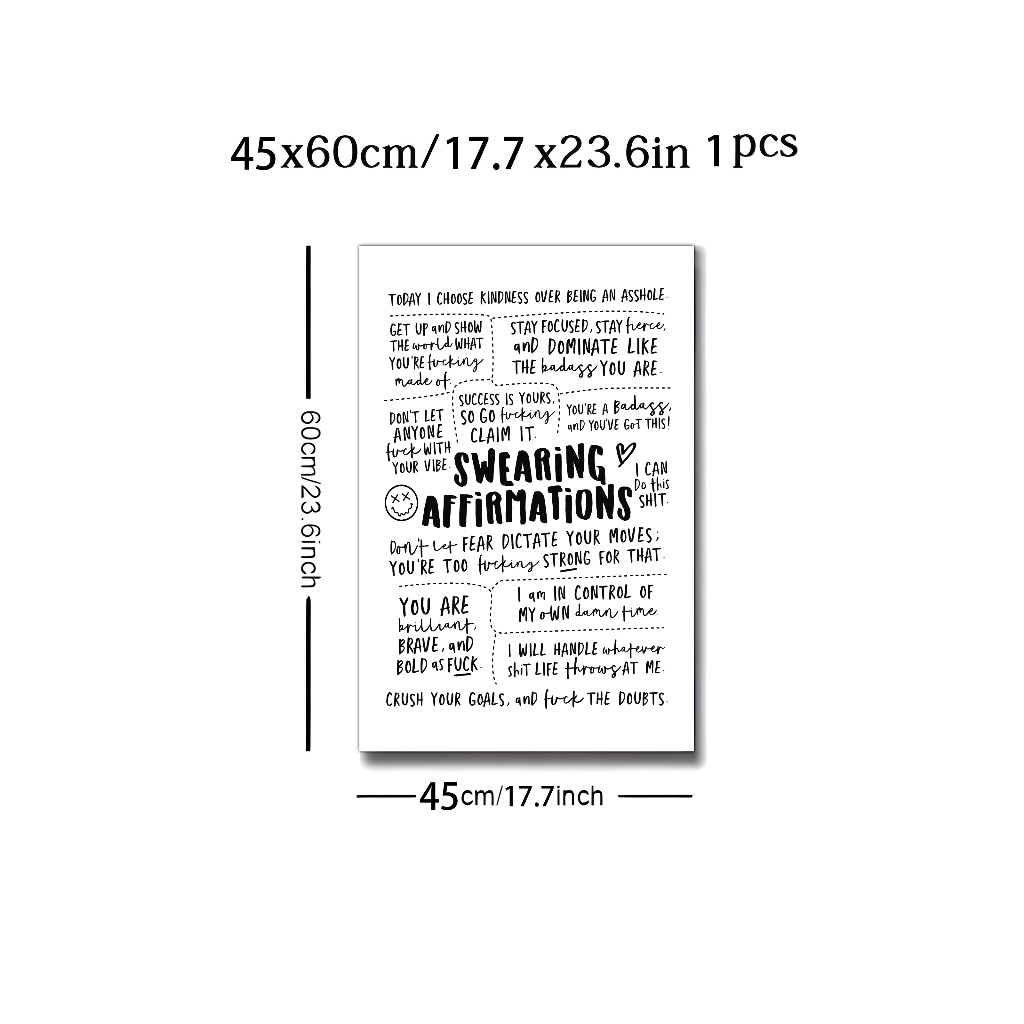 45x60cm/17.7 x23.6in 1pcs
TODAY I CHOOSE KINDNESS OVER BEING AN ASSHOLE.
GET UP and SHOW
THE world WHAT
YOU'RE fucking
made of.
STAY FOCUSED, STAY fierce,
and DOMINATE LIKE
THE badass YOU ARE.
SUCCESS IS YOURS,
SO GO fucking
CLAIM IT.
DON'T LET
ANYONE
fuck WITH
YOUR VIBE.
YOU'RE A Badass,
and YOU'VE GOT THIS!
SWEARING
AFFIRMATIONS
I CAN
Do this
SHIT.
Don't Let FEAR DICTATE YOUR MOVES;
YOU'RE TOO fucking STRONG FOR THAT.
YOU ARE
brilliant,
BRAVE, and
BOLD as FUCK.
I am IN CONTROL OF
MY oWN damn time.
I WILL HANDLE whatever
shit LIFE throws AT ME.
CRUSH YOUR GOALS, and fuck THE DOUBTS.
60cm/23.6inch
45cm/17.7inch